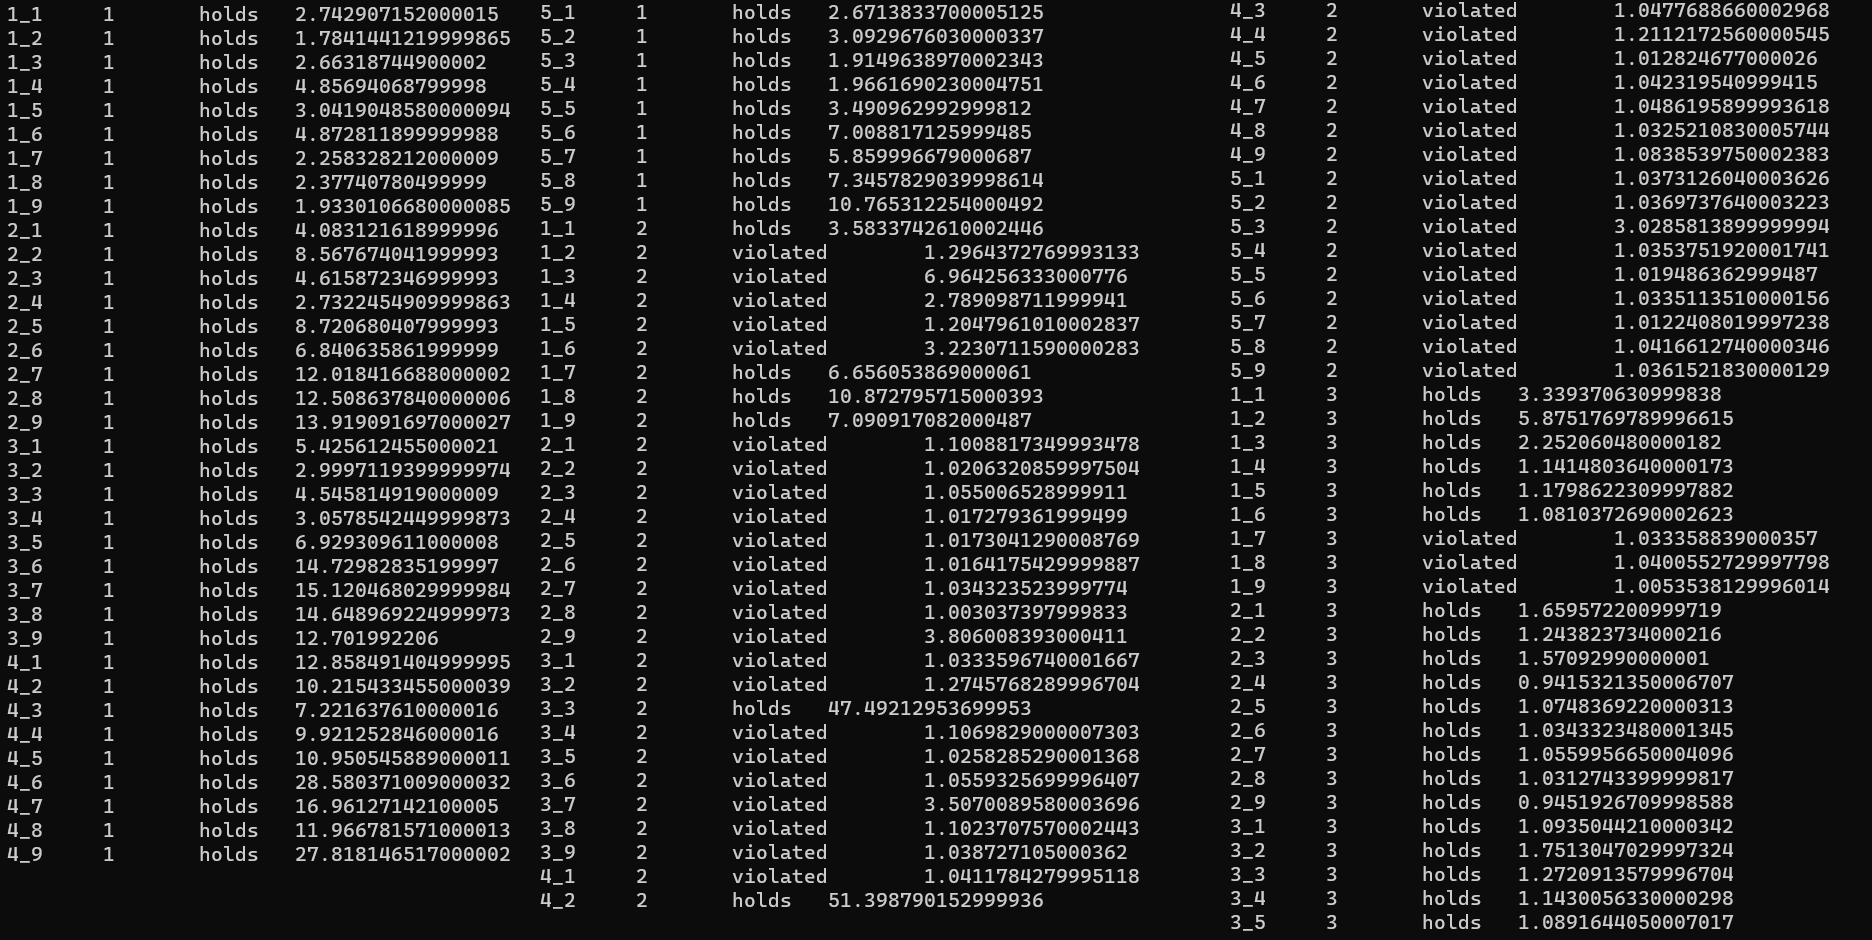 1_1 1 holds 2.742907152000015
1_2 1 holds 1.7841441219999865
1_3 1 holds 2.66318744900002
1_4 1 holds 4.85694068799998
1_5 1 holds 3.0419048580000094
1_6 1 holds 4.872811899999988
1_7 1 holds 2.258328212000009
1_8 1 holds 2.37740780499999
1_9 1 holds 1.9330106680000085
2_1 1 holds 4.083121618999996
2_2 1 holds 8.567674041999993
2_3 1 holds 4.615872346999993
2_4 1 holds 2.7322454909999863
2_5 1 holds 8.720680407999993
2_6 1 holds 6.840635861999999
2_7 1 holds 12.018416688000002
2_8 1 holds 12.508637840000006
2_9 1 holds 13.919091697000027
3_1 1 holds 5.425612455000021
3_2 1 holds 2.9997119399999974
3_3 1 holds 4.545814919000009
3_4 1 holds 3.0578542449999873
3_5 1 holds 6.929309611000008
3_6 1 holds 14.72982835199997
3_7 1 holds 15.120468029999984
3_8 1 holds 14.648969224999973
3_9 1 holds 12.701992206
4_1 1 holds 12.858491404999995
4_2 1 holds 10.215433455000039
4_3 1 holds 7.221637610000016
4_4 1 holds 9.921252846000016
4_5 1 holds 10.950545889000011
4_6 1 holds 28.580371009000032
4_7 1 holds 16.96127142100005
4_8 1 holds 11.966781571000013
4_9 1 holds 27.818146517000002
5_1 1 holds 2.6713833700005125
5_2 1 holds 3.0929676030000337
5_3 1 holds 1.9149638970002343
5_4 1 holds 1.9661690230004751
5_5 1 holds 3.490962992999812
5_6 1 holds 7.008817125999485
5_7 1 holds 5.859996679000687
5_8 1 holds 7.3457829039998614
5_9 1 holds 10.765312254000492
1_1 2 holds 3.5833742610002446
1_2 2 violated 1.2964372769993133
1_3 2 violated 6.964256333000776
1_4 2 violated 2.789098711999941
1_5 2 violated 1.2047961010002837
1_6 2 violated 3.2230711590000283
1_7 2 holds 6.656053869000061
1_8 2 holds 10.872795715000393
1_9 2 holds 7.090917082000487
2_1 2 violated 1.1008817349993478
2_2 2 violated 1.0206320859997504
2_3 2 violated 1.055006528999911
2_4 2 violated 1.017279361999499
2_5 2 violated 1.0173041290008769
2_6 2 violated 1.0164175429999887
2_7 2 violated 1.034323523999774
2_8 2 violated 1.003037397999833
2_9 2 violated 3.806008393000411
3_1 2 violated 1.0333596740001667
3_2 2 violated 1.2745768289996704
3_3 2 holds 47.49212953699953
3_4 2 violated 1.1069829000007303
3_5 2 violated 1.0258285290001368
3_6 2 violated 1.0559325699996407
3_7 2 violated 3.5070089580003696
3_8 2 violated 1.1023707570002443
3_9 2 violated 1.038727105000362
4_1 2 violated 1.0411784279995118
4_2 2 holds 51.398790152999936
4_3 2 violated 1.0477688660002968
4_4 2 violated 1.2112172560000545
4_5 2 violated 1.012824677000026
4_6 2 violated 1.042319540999415
4_7 2 violated 1.0486195899993618
4_8 2 violated 1.0325210830005744
4_9 2 violated 1.0838539750002383
5_1 2 violated 1.0373126040003626
5_2 2 violated 1.0369737640003223
5_3 2 violated 3.0285813899999994
5_4 2 violated 1.0353751920001741
5_5 2 violated 1.019486362999487
5_6 2 violated 1.0335113510000156
5_7 2 violated 1.0122408019997238
5_8 2 violated 1.0416612740000346
5_9 2 violated 1.0361521830000129
1_1 3 holds 3.339370630999838
1_2 3 holds 5.8751769789996615
1_3 3 holds 2.252060480000182
1_4 3 holds 1.1414803640000173
1_5 3 holds 1.1798622309997882
1_6 3 holds 1.0810372690002623
1_7 3 violated 1.033358839000357
1_8 3 violated 1.0400552729997798
1_9 3 violated 1.0053538129996014
2_1 3 holds 1.659572200999719
2_2 3 holds 1.243823734000216
2_3 3 holds 1.57092990000001
2_4 3 holds 0.9415321350006707
2_5 3 holds 1.0748369220000313
2_6 3 holds 1.0343323480001345
2_7 3 holds 1.0559956650004096
2_8 3 holds 1.0312743399999817
2_9 3 holds 0.9451926709998588
3_1 3 holds 1.0935044210000342
3_2 3 holds 1.7513047029997324
3_3 3 holds 1.2720913579996704
3_4 3 holds 1.1430056330000298
3_5 3 holds 1.0891644050007017